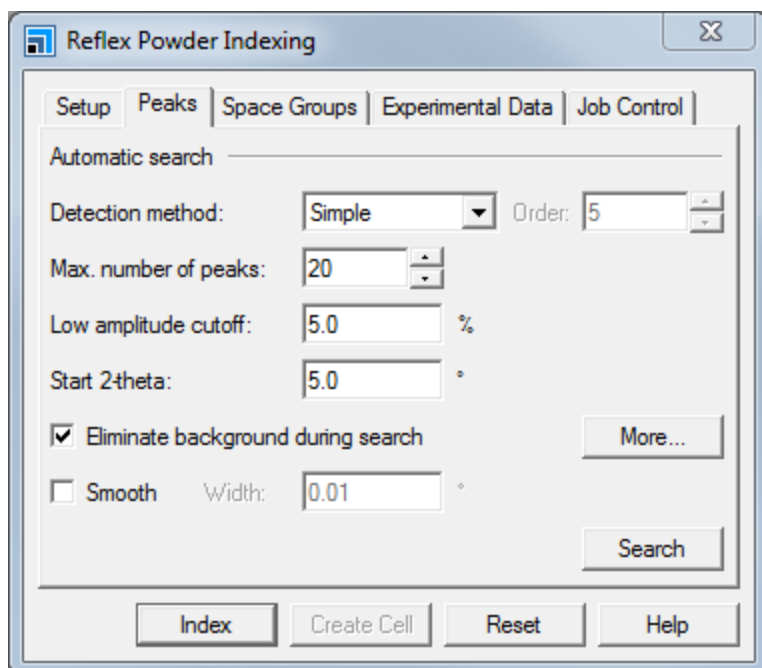 Reflex Powder Indexing
Setup Peaks Space Groups Experimental Data Job Control
Automatic search
Detection method: Simple Order: 5
Max. number of peaks: 20
Low amplitude cutoff: 5.0 %
Start 2-theta: 5.0 °
Eliminate background during search More...
Smooth Width: 0.01 °
Search
Index Create Cell Reset Help